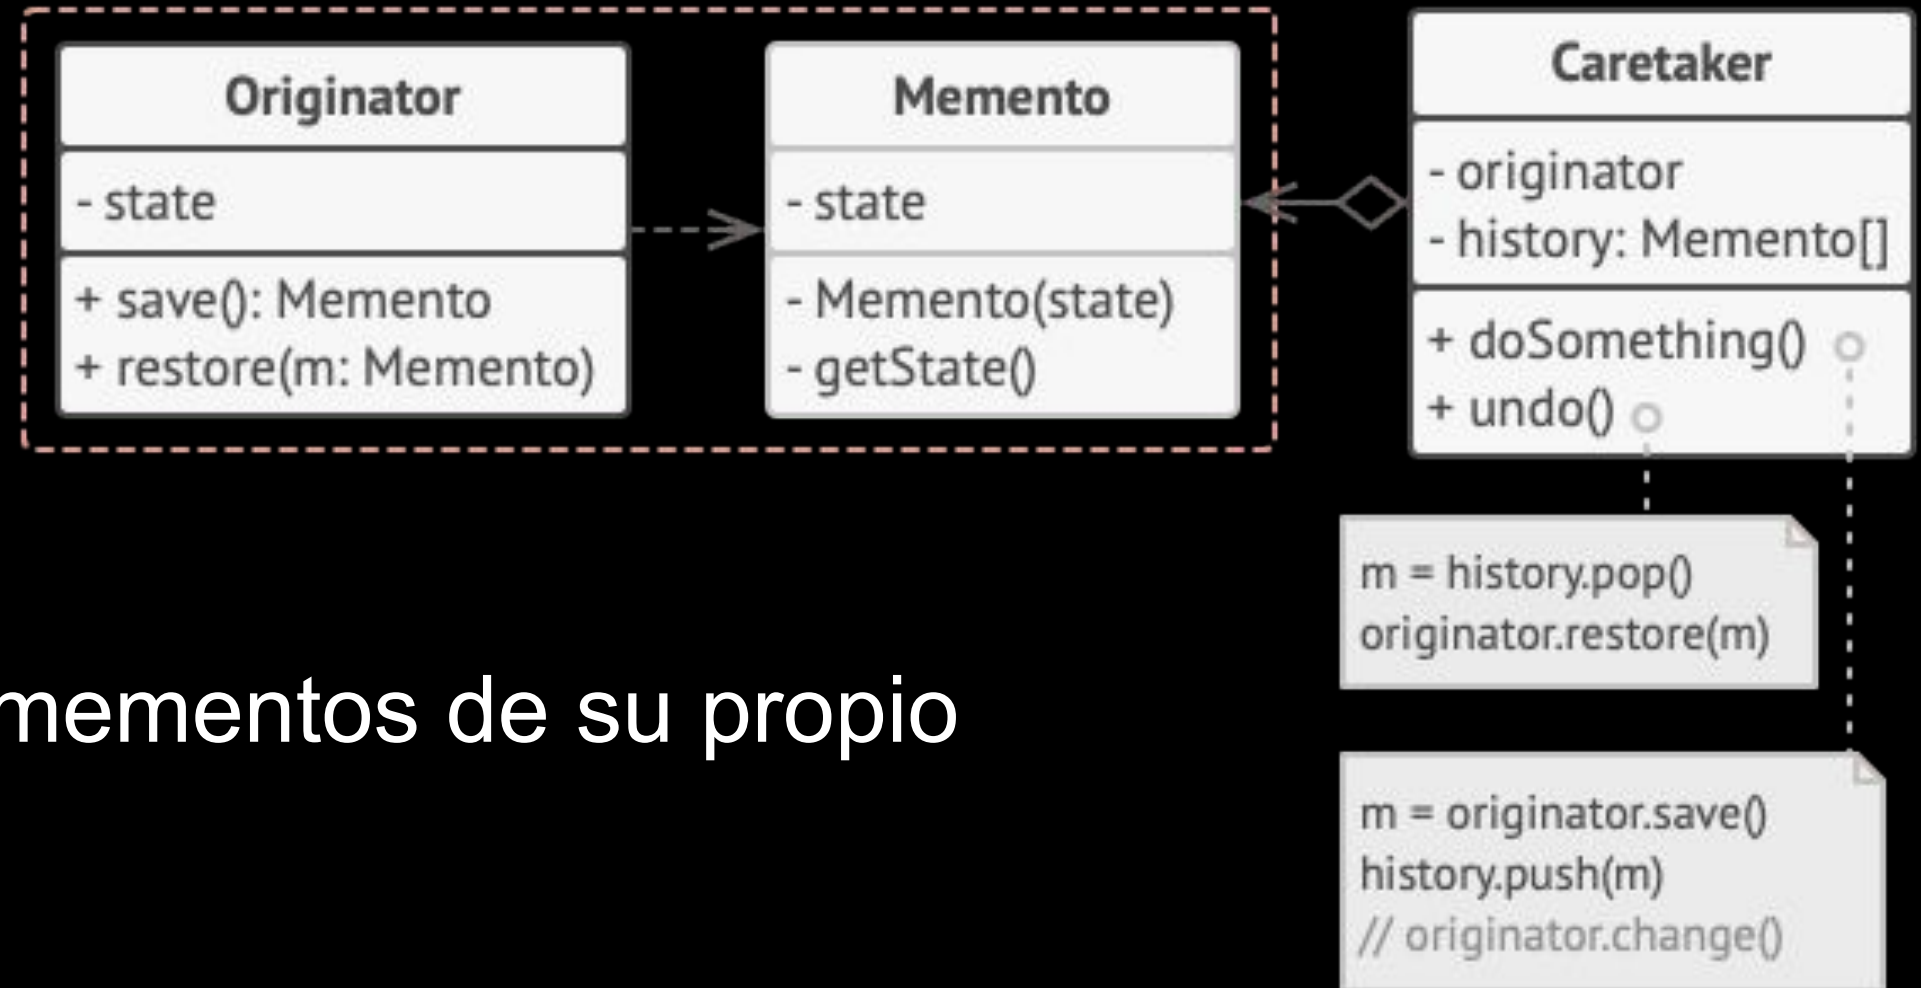 Originator
- state
+ save(): Memento
+ restore(m: Memento)
Memento
- state
- Memento(state)
- getState()
Caretaker
- originator
- history: Memento[]
+ doSomething()
+ undo()
m = history.pop()
originator.restore(m)
mementos de su propio
m = originator.save()
history.push(m)
// originator.change()